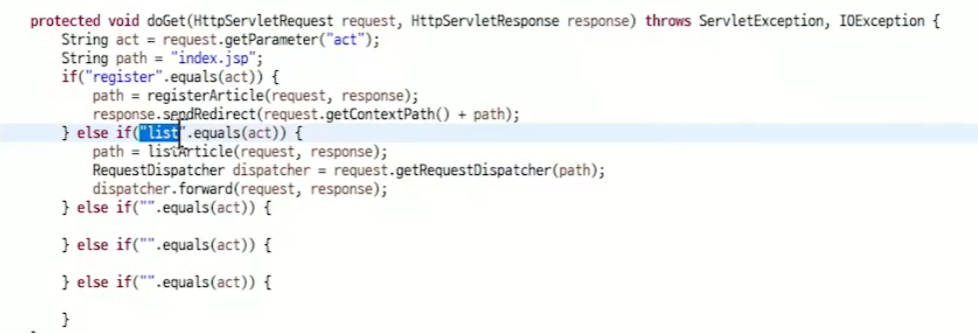 protected void doGet(HttpServletRequest request, HttpServletResponse response) throws ServletException, IOException {
    String act = request.getParameter("act");
    String path = "index.jsp";
    if("register".equals(act)) {
        path = registerArticle(request, response);
        response.sendRedirect(request.getContextPath() + path);
    } else if("list".equals(act)) {
        path = listArticle(request, response);
        RequestDispatcher dispatcher = request.getRequestDispatcher(path);
        dispatcher.forward(request, response);
    } else if("".equals(act)) {
    } else if("".equals(act)) {
    } else if("".equals(act)) {
    }